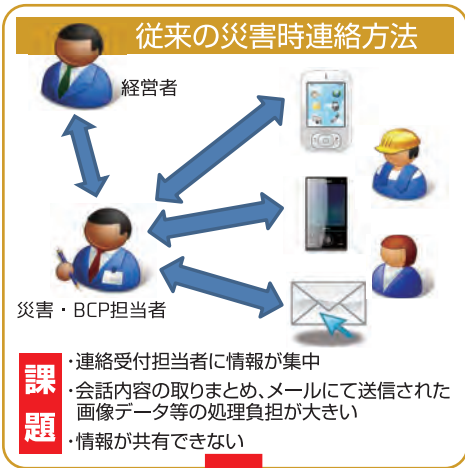 従来の災害時連絡方法
経営者
災害・BCP担当者
課題
・連絡受付担当者に情報が集中
・会話内容の取りまとめ、メールにて送信された
画像データ等の処理負担が大きい
・情報が共有できない